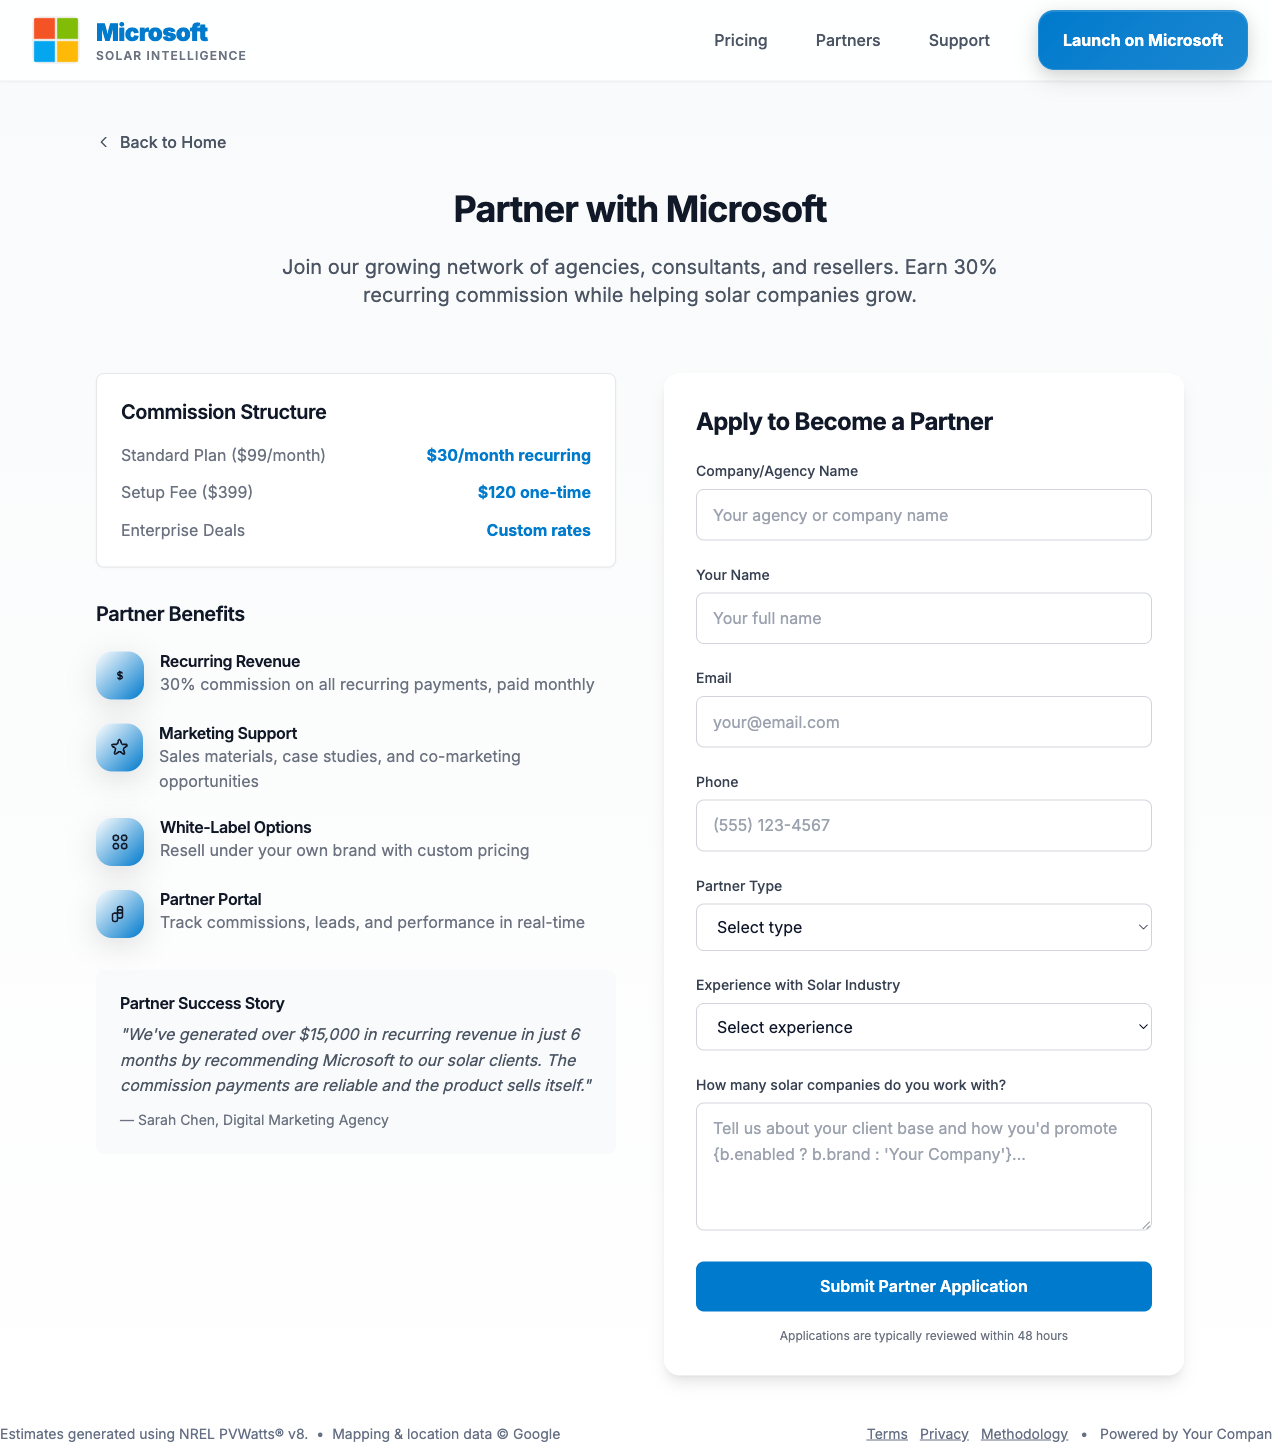 Microsoft
SOLAR INTELLIGENCE
Pricing
Partners
Support
Launch on Microsoft
Back to Home
Partner with Microsoft
Join our growing network of agencies, consultants, and resellers. Earn 30%
recurring commission while helping solar companies grow.
Commission Structure
Standard Plan ($99/month)
$30/month recurring
Setup Fee ($399)
$120 one-time
Enterprise Deals
Custom rates
Partner Benefits
$
Recurring Revenue
30% commission on all recurring payments, paid monthly
Marketing Support
Sales materials, case studies, and co-marketing
opportunities
White-Label Options
Resell under your own brand with custom pricing
Partner Portal
Track commissions, leads, and performance in real-time
Partner Success Story
"We've generated over $15,000 in recurring revenue in just 6
months by recommending Microsoft to our solar clients. The
commission payments are reliable and the product sells itself."
— Sarah Chen, Digital Marketing Agency
Apply to Become a Partner
Company/Agency Name
Your agency or company name
Your Name
Your full name
Email
your@email.com
Phone
(555) 123-4567
Partner Type
Select type
Experience with Solar Industry
Select experience
How many solar companies do you work with?
Tell us about your client base and how you'd promote
{b.enabled ? b.brand : 'Your Company'}...
Submit Partner Application
Applications are typically reviewed within 48 hours
Estimates generated using NREL PVWatts® v8. • Mapping & location data © Google
Terms Privacy Methodology • Powered by Your Compan